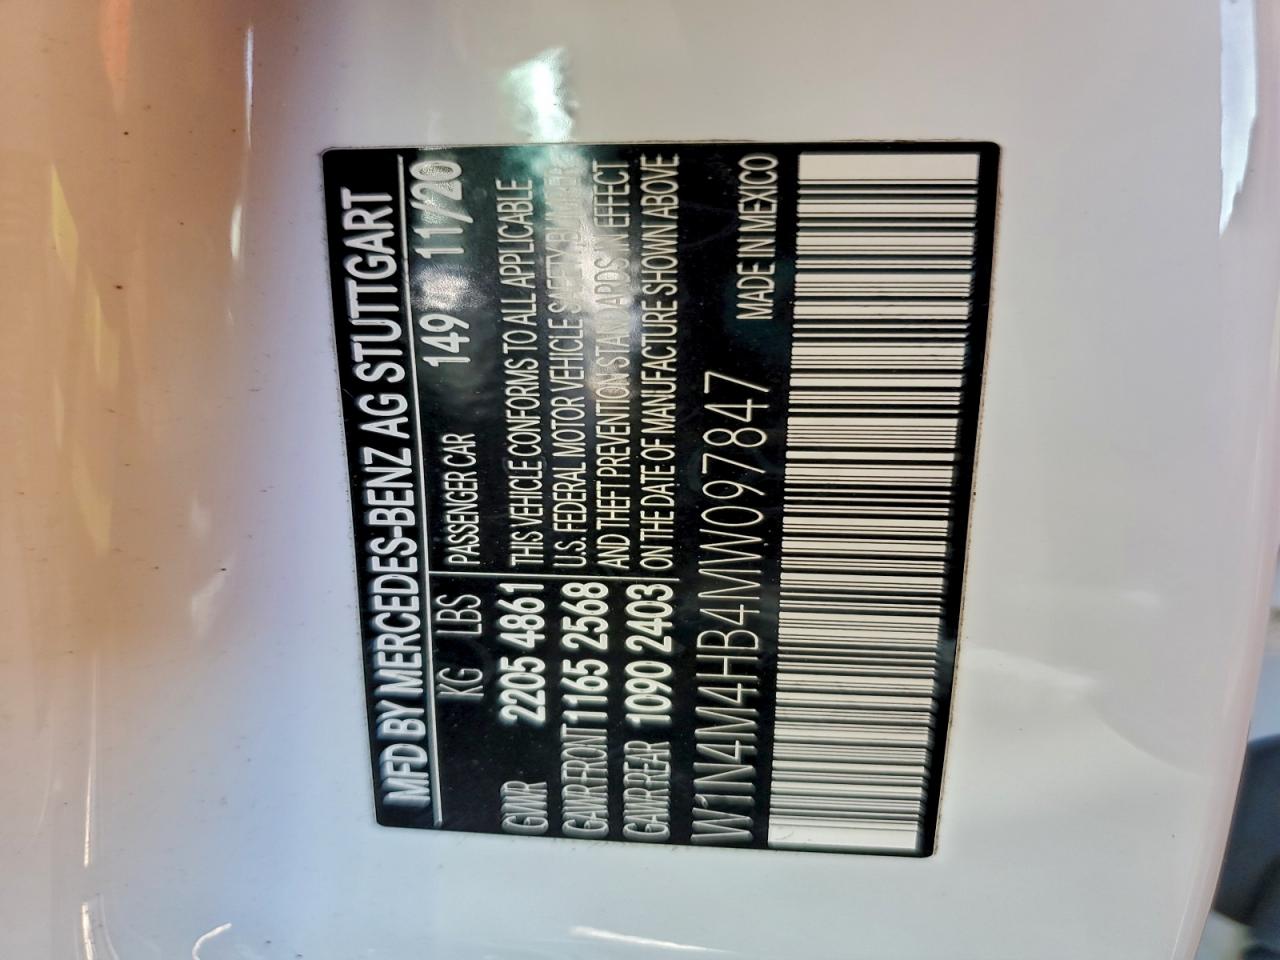 MFD BY MERCEDES-BENZ AG STUTTGART
KG LBS PASSENGER CAR 149 11/20
GVWR 2205 4861 THIS VEHICLE CONFORMS TO ALL APPLICABLE
GAWR FRONT 1165 2568 U.S. FEDERAL MOTOR VEHICLE SAFETY,
GAWR REAR 1090 2403 AND THEFT PREVENTION STANDARDS IN EFFECT
ON THE DATE OF MANUFACTURE SHOWN ABOVE
W1N4M4HB4MW097847
MADE IN MEXICO